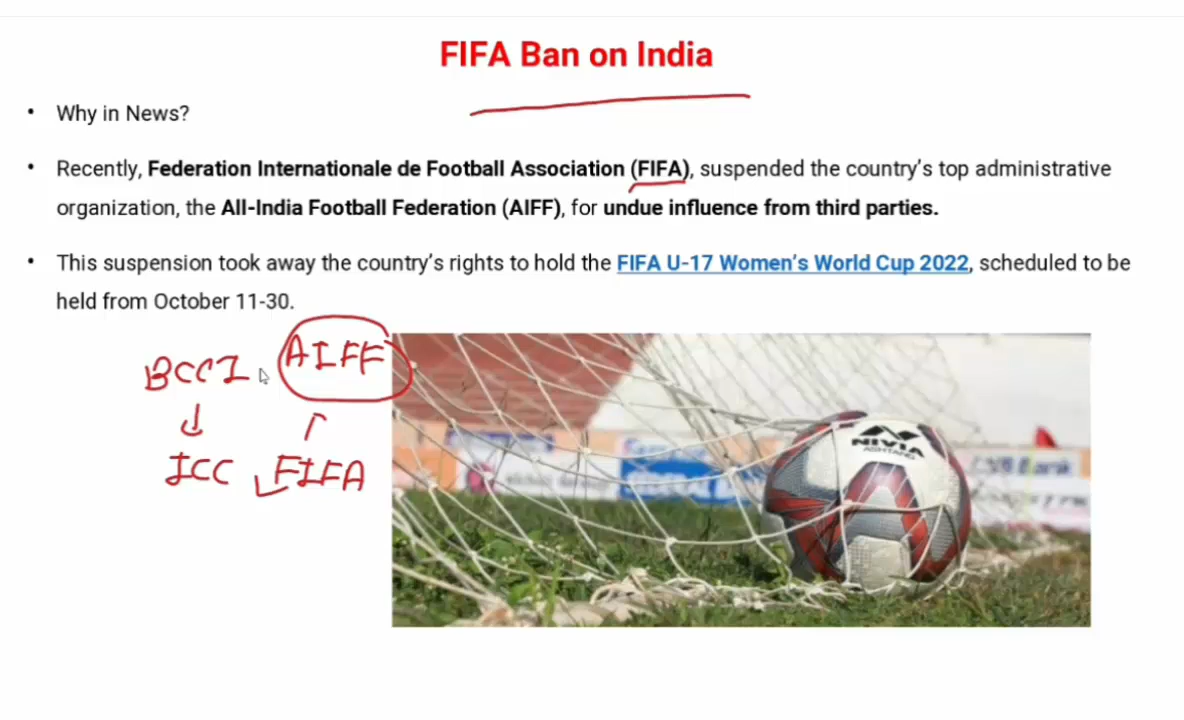 FIFA Ban on India
• Why in News?
• Recently, Federation Internationale de Football Association (FIFA), suspended the country's top administrative
organization, the All-India Football Federation (AIFF), for undue influence from third parties.
• This suspension took away the country's rights to hold the FIFA U-17 Women's World Cup 2022, scheduled to be
held from October 11-30.
BCCI AIFF
ICC FIFA
NIVIA
ASHTANG
Bank